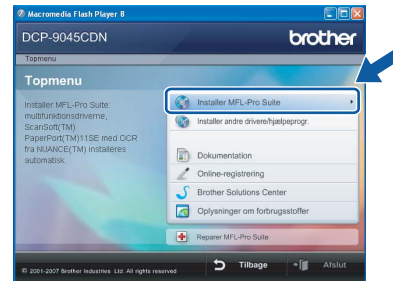 Macromedia Flash Player 8
DCP-9045CDN
brother
Topmenu
Topmenu
Installer MFL-Pro Suite:
multifunktionsdriverne,
ScanSoft(TM)
PaperPort(TM)11SE med OCR
fra NUANCE(TM) installeres
automatisk.
Installer MFL-Pro Suite
Installer andre drivere/hjælpeprogr.
Dokumentation
Online-registrering
Brother Solutions Center
Oplysninger om forbrugsstoffer
Reparer MFL-Pro Suite
© 2001-2007 Brother Industries Ltd. All rights reserved
Tilbage
Afslut